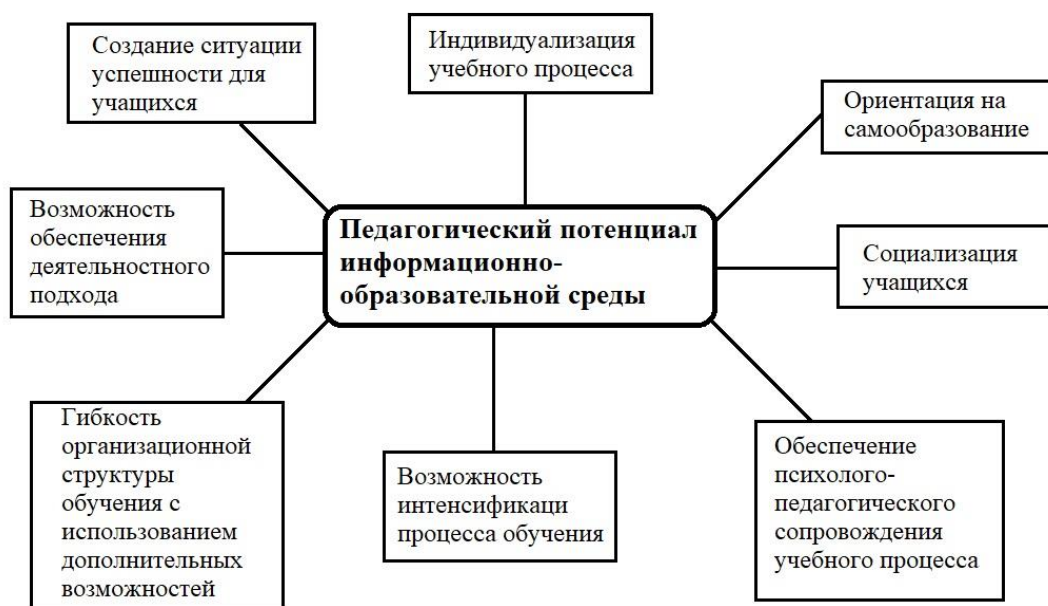 Создание ситуации
успешности для
учащихся
Индивидуализация
учебного процесса
Ориентация на
самообразование
Возможность
обеспечения
деятельностного
подхода
Педагогический потенциал
информационно-
образовательной среды
Социализация
учащихся
Гибкость
организационной
структуры
обучения с
использованием
дополнительных
возможностей
Возможность
интенсификаци
процесса обучения
Обеспечение
психолого-
педагогического
сопровождения
учебного процесса